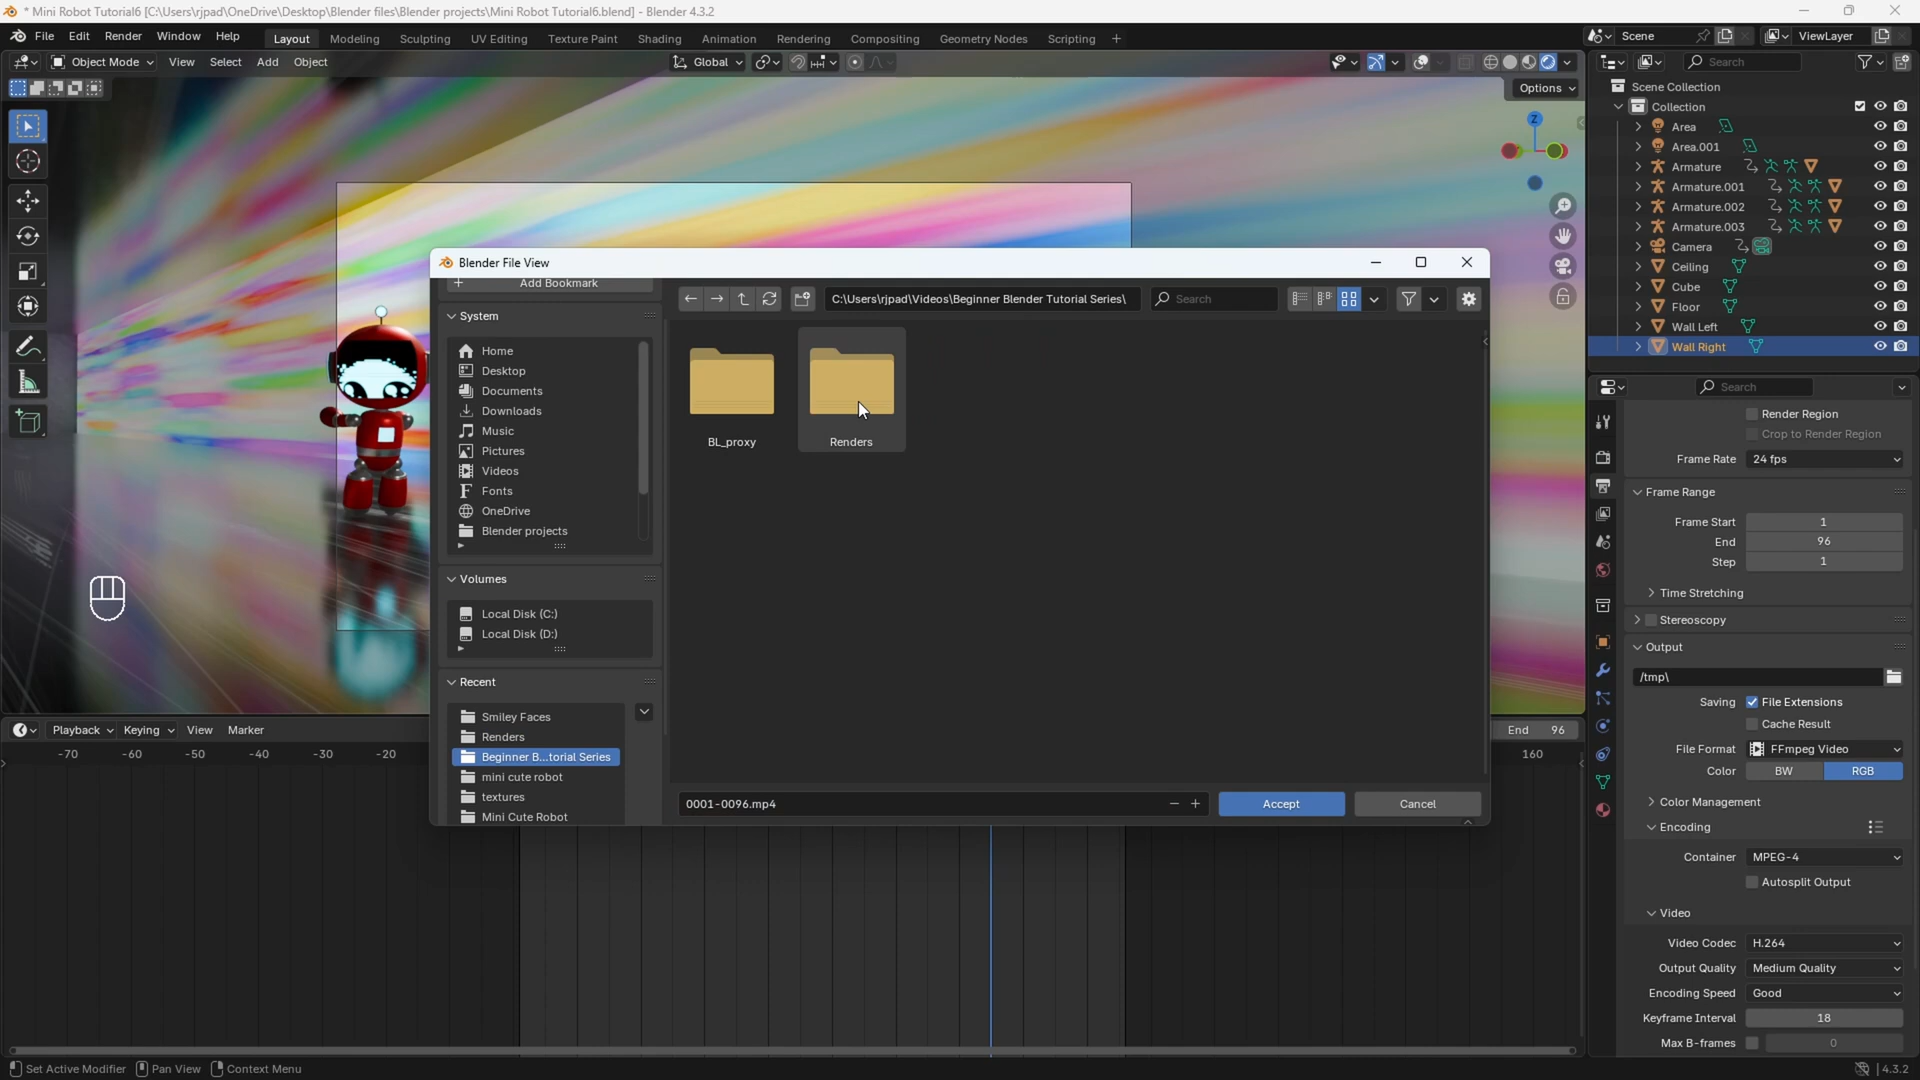 * Mini Robot Tutorial6 [C:\Users\rjpad\OneDrive\Desktop\Blender files\Blender projects\Mini Robot Tutorial6.blend] - Blender 4.3.2
File Edit Render Window Help Layout Modeling Sculpting UV Editing Texture Paint Shading Animation Rendering Compositing Geometry Nodes Scripting + Scene ViewLayer
Object Mode View Select Add Object Global Search
Options
Z
Scene Collection
Collection
Area
Area.001
Armature
Armature.001
Armature.002
Armature.003
Camera
Ceiling
Cube
Floor
Wall Left
Wall Right
Blender File View
Add Bookmark
C:\Users\rjpad\Videos\Beginner Blender Tutorial Series\
Search
System
Home
Desktop
Documents
Downloads
Music
Pictures
Videos
Fonts
OneDrive
Blender projects
Volumes
Local Disk (C:)
Local Disk (D:)
Recent
Smiley Faces
Renders
Beginner B...torial Series
mini cute robot
textures
Mini Cute Robot
BL_proxy
Renders
0001-0096.mp4
Accept
Cancel
Search
Render Region
Crop to Render Region
Frame Rate 24 fps
Frame Range
Frame Start 1
End 96
Step 1
Time Stretching
Stereoscopy
Output
/tmp\
Saving File Extensions
Cache Result
File Format FFmpeg Video
Color BW RGB
Color Management
Encoding
Container MPEG-4
Autosplit Output
Video
Video Codec H.264
Output Quality Medium Quality
Encoding Speed Good
Keyframe Interval 18
Max B-frames 0
Playback Keying View Marker End 96
-70 -60 -50 -40 -30 -20 160
Set Active Modifier Pan View Context Menu 4.3.2